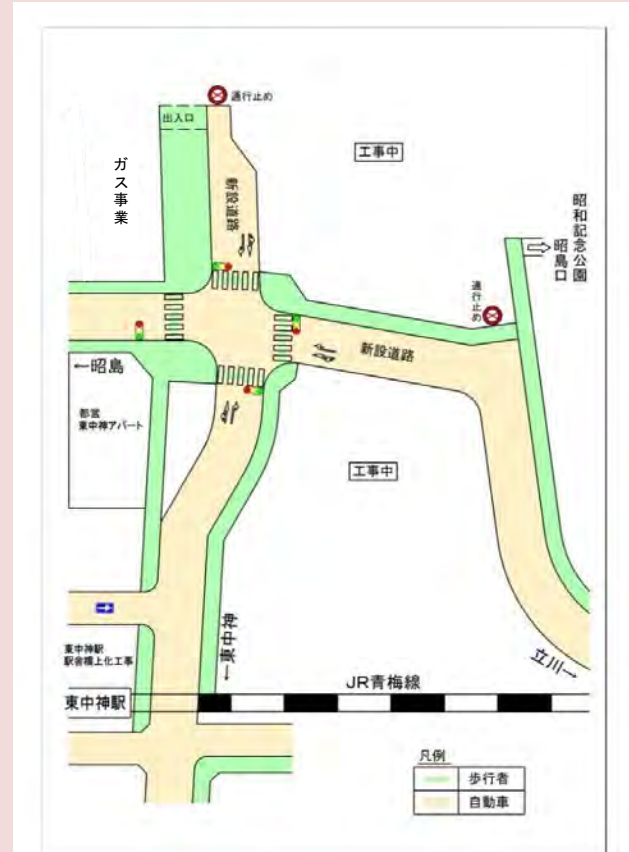 通行止め
出入口
工事中
ガス事業
新設道路
昭和記念公園
昭島口
通行止め
新設道路
←昭島
都営
東中神アパート
工事中
←東中神
東中神駅
駅舎橋上化工事
立川→
JR青梅線
東中神駅
凡例
歩行者
自動車